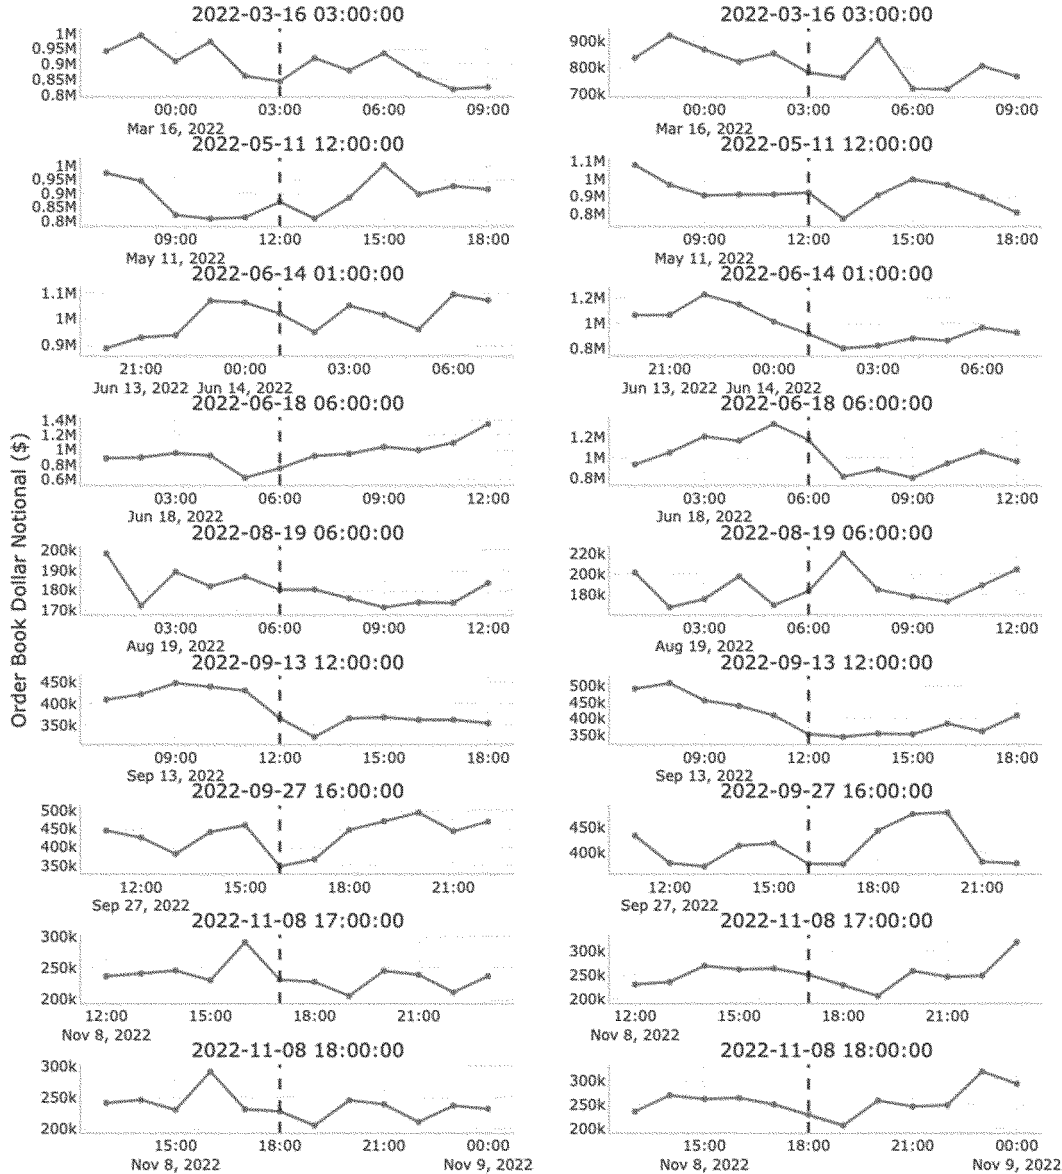 Order Book Dollar Notional ($)
2022-03-16 03:00:00
1M
0.95M
0.9M
0.85M
0.8M
00:00 03:00 06:00 09:00
Mar 16, 2022
2022-03-16 03:00:00
900k
800k
700k
00:00 03:00 06:00 09:00
Mar 16, 2022
2022-05-11 12:00:00
1M
0.95M
0.9M
0.85M
0.8M
09:00 12:00 15:00 18:00
May 11, 2022
2022-05-11 12:00:00
1.1M
1M
0.9M
0.8M
09:00 12:00 15:00 18:00
May 11, 2022
2022-06-14 01:00:00
1.1M
1M
0.9M
21:00 00:00 03:00 06:00
Jun 13, 2022 Jun 14, 2022
2022-06-14 01:00:00
1.2M
1M
0.8M
21:00 00:00 03:00 06:00
Jun 13, 2022 Jun 14, 2022
2022-06-18 06:00:00
1.4M
1.2M
1M
0.8M
0.6M
03:00 06:00 09:00 12:00
Jun 18, 2022
2022-06-18 06:00:00
1.2M
1M
0.8M
03:00 06:00 09:00 12:00
Jun 18, 2022
2022-08-19 06:00:00
200k
190k
180k
170k
03:00 06:00 09:00 12:00
Aug 19, 2022
2022-08-19 06:00:00
220k
200k
180k
03:00 06:00 09:00 12:00
Aug 19, 2022
2022-09-13 12:00:00
450k
400k
350k
09:00 12:00 15:00 18:00
Sep 13, 2022
2022-09-13 12:00:00
500k
450k
400k
350k
09:00 12:00 15:00 18:00
Sep 13, 2022
2022-09-27 16:00:00
500k
450k
400k
350k
12:00 15:00 18:00 21:00
Sep 27, 2022
2022-09-27 16:00:00
450k
400k
12:00 15:00 18:00 21:00
Sep 27, 2022
2022-11-08 17:00:00
300k
250k
200k
12:00 15:00 18:00 21:00
Nov 8, 2022
2022-11-08 17:00:00
300k
250k
200k
12:00 15:00 18:00 21:00
Nov 8, 2022
2022-11-08 18:00:00
300k
250k
200k
15:00 18:00 21:00 00:00
Nov 8, 2022 Nov 9, 2022
2022-11-08 18:00:00
300k
250k
200k
15:00 18:00 21:00 00:00
Nov 8, 2022 Nov 9, 2022